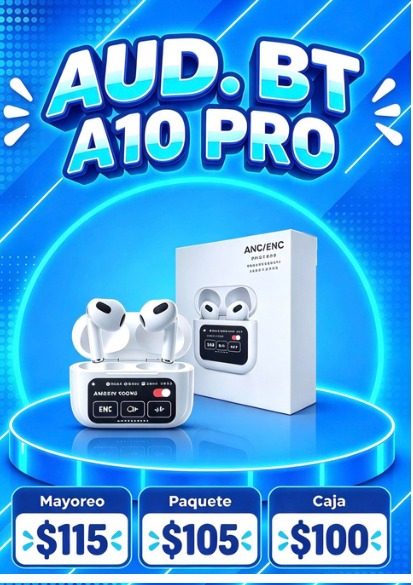 AUD. BT
A10 PRO
ANC/ENC
ENC
Mayoreo
Paquete
Caja
$115
$105
$100